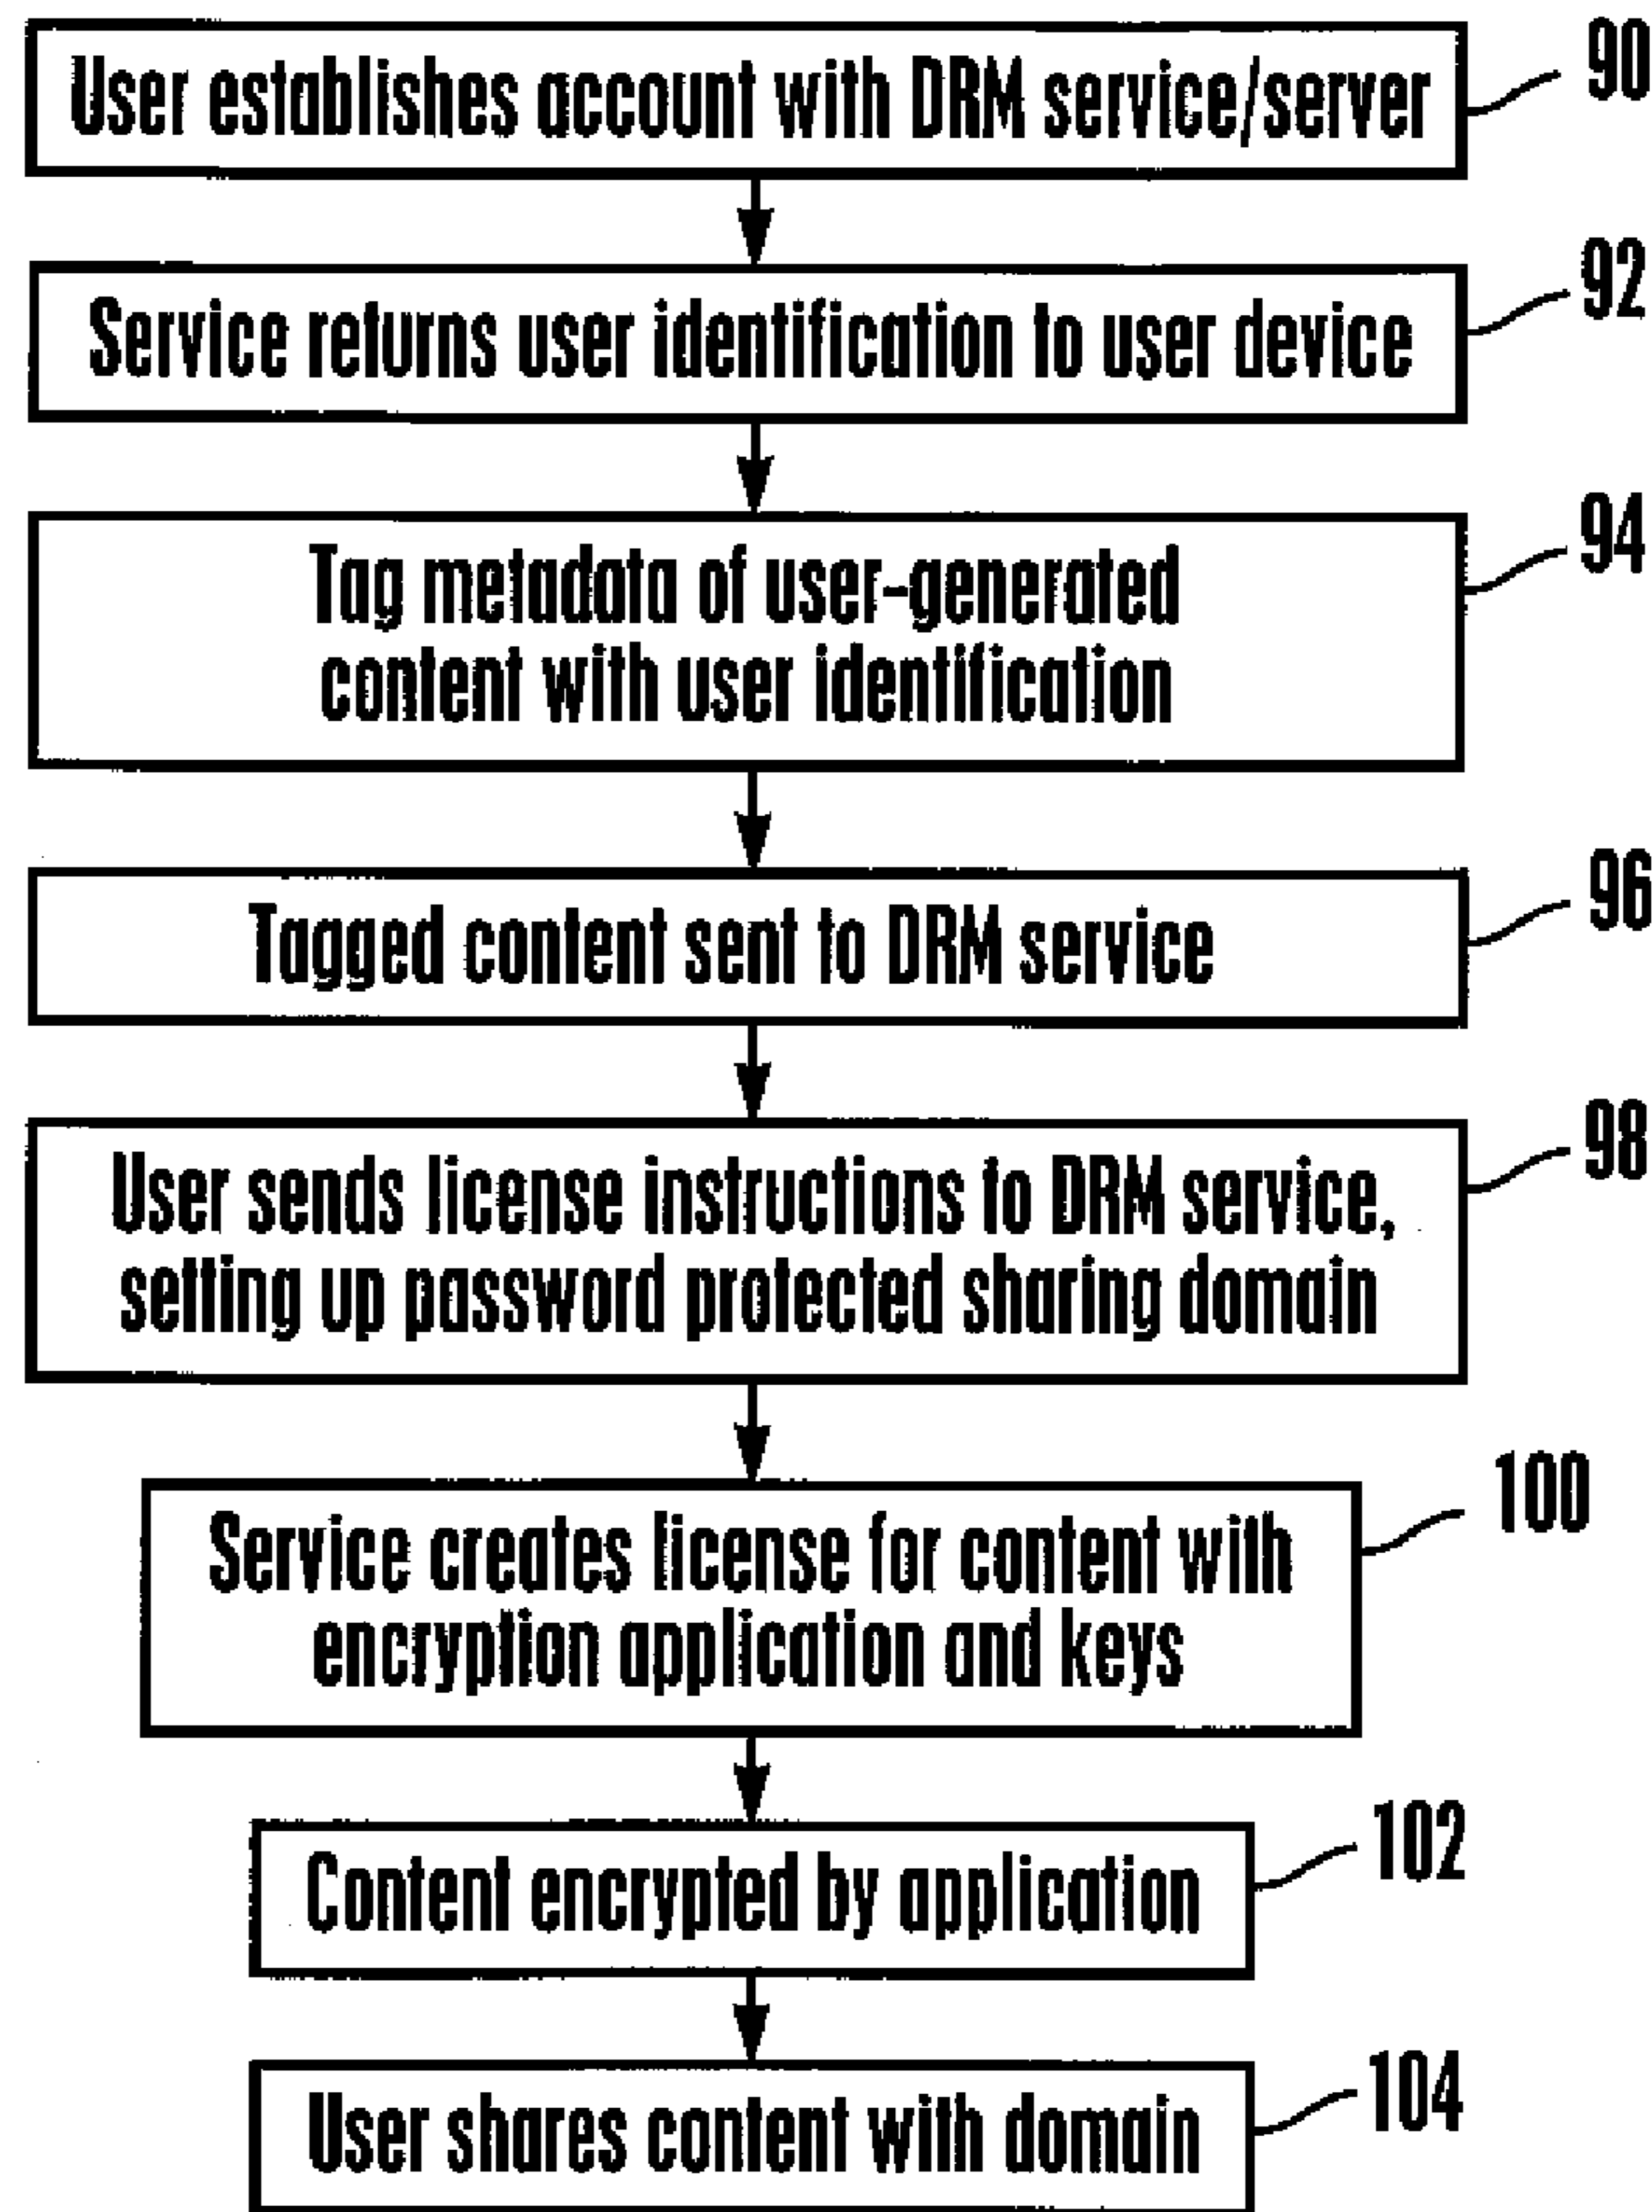 User establishes account with DRM service/server
90
Service returns user identification to user device
92
Tag metadata of user-generated
content with user identification
94
Tagged content sent to DRM service
96
User sends license instructions to DRM service,
setting up password protected sharing domain
98
Service creates license for content with
encryption application and keys
100
Content encrypted by application
102
User shares content with domain
104